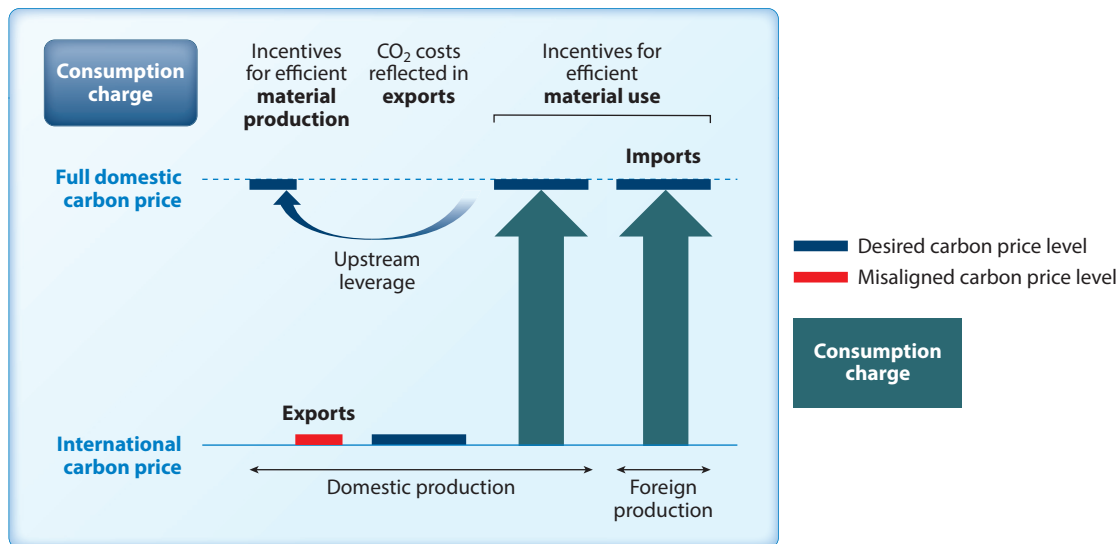 Consumption
charge
Incentives
for efficient
material
production
CO₂ costs
reflected in
exports
Incentives for
efficient
material use
Imports
Full domestic
carbon price
Upstream
leverage
Desired carbon price level
Misaligned carbon price level
Consumption
charge
Exports
International
carbon price
Domestic production
Foreign
production